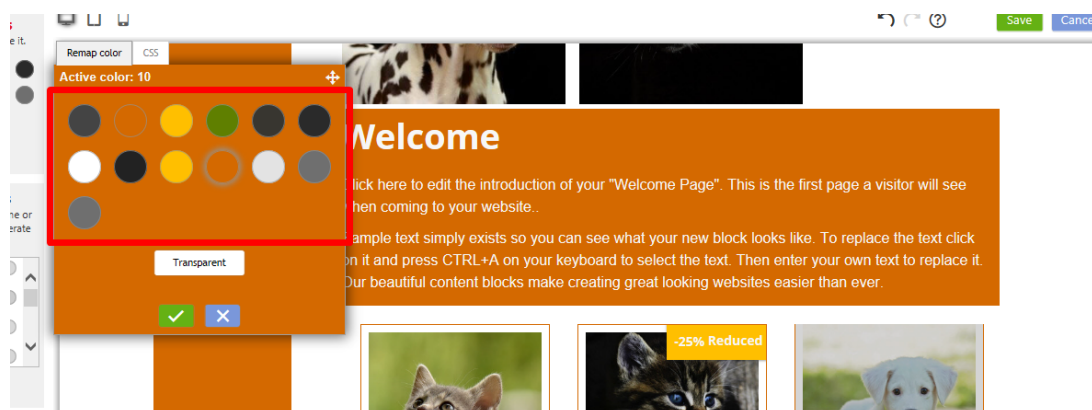 e it.
Save
Cance
Remap color
CSS
Active color: 10
Welcome
lick here to edit the introduction of your "Welcome Page". This is the first page a visitor will see
hen coming to your website..
ample text simply exists so you can see what your new block looks like. To replace the text click
n it and press CTRL+A on your keyboard to select the text. Then enter your own text to replace it.
Our beautiful content blocks make creating great looking websites easier than ever.
s
ne or
erate
Transparent
-25% Reduced